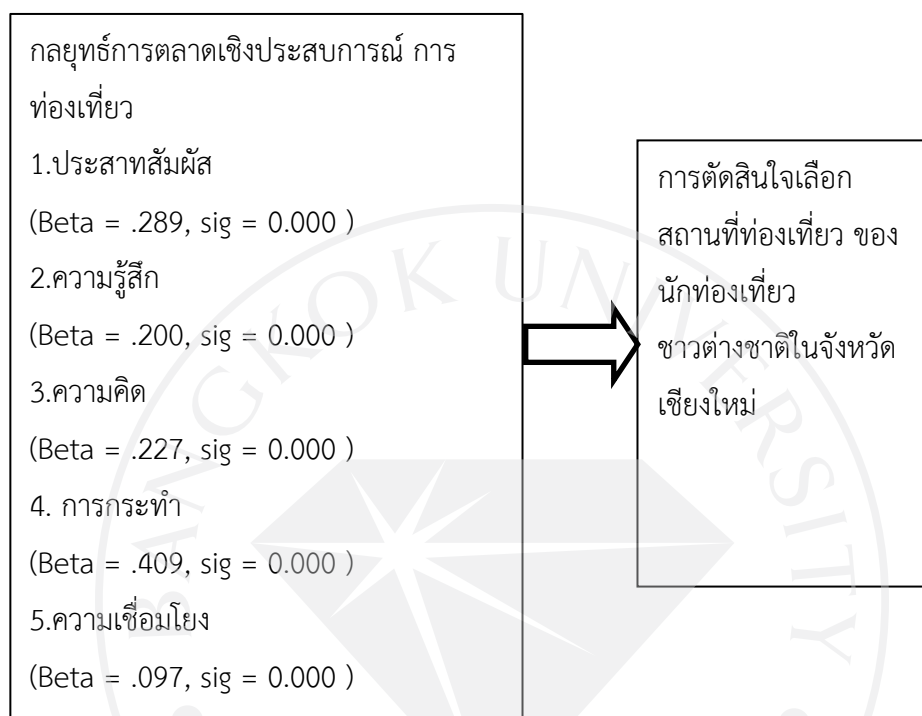 กลยุทธ์การตลาดเชิงประสบการณ์ การ
ท่องเที่ยว
1.ประสาทสัมผัส
(Beta = .289, sig = 0.000 )
2.ความรู้สึก
(Beta = .200, sig = 0.000 )
3.ความคิด
(Beta = .227, sig = 0.000 )
4. การกระทำ
(Beta = .409, sig = 0.000 )
5.ความเชื่อมโยง
(Beta = .097, sig = 0.000 )
การตัดสินใจเลือก
สถานที่ท่องเที่ยว ของ
นักท่องเที่ยว
ชาวต่างชาติในจังหวัด
เชียงใหม่
BANGKOK UNIVERSITY